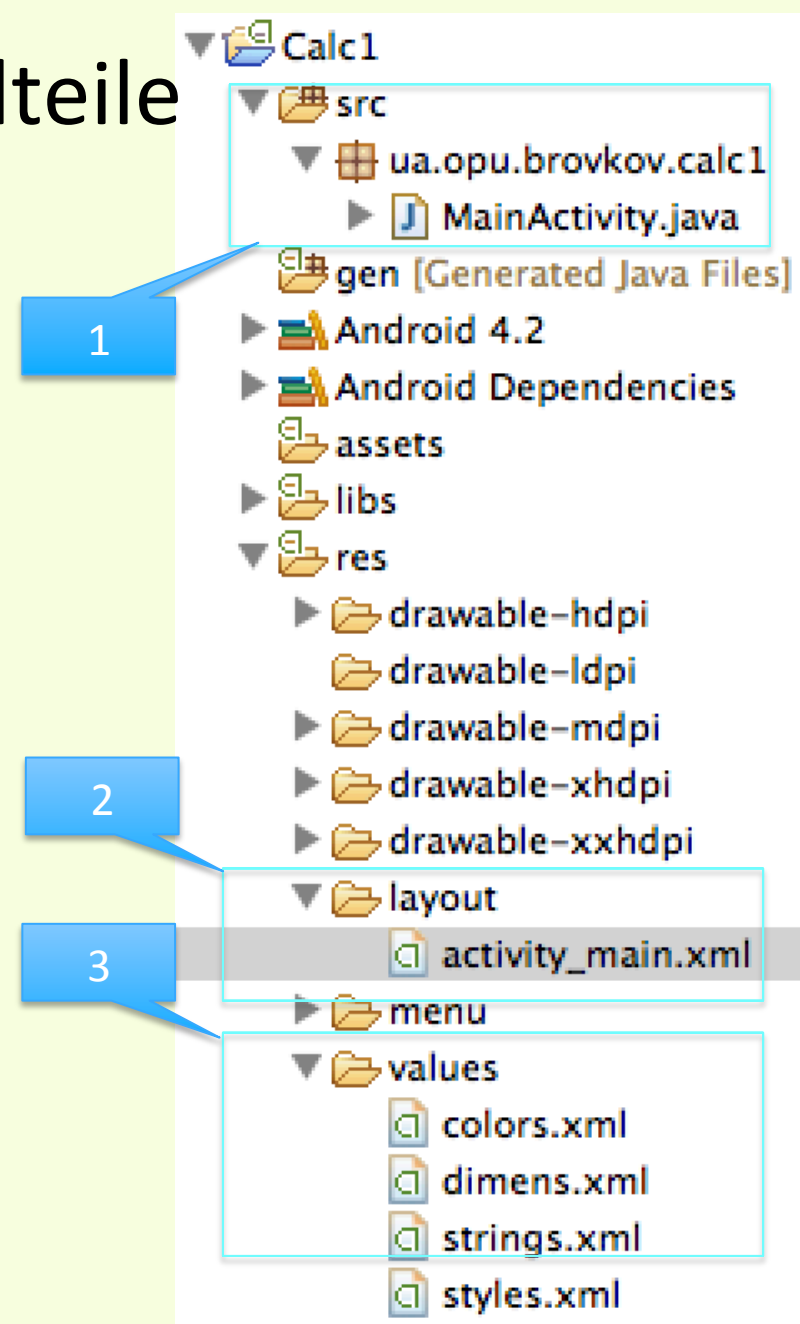 lteile
Calc1
src
ua.opu.brovkov.calc1
MainActivity.java
gen [Generated Java Files]
1
Android 4.2
Android Dependencies
assets
libs
res
drawable-hdpi
drawable-ldpi
drawable-mdpi
2
drawable-xhdpi
drawable-xxhdpi
layout
3
activity_main.xml
menu
values
colors.xml
dimens.xml
strings.xml
styles.xml